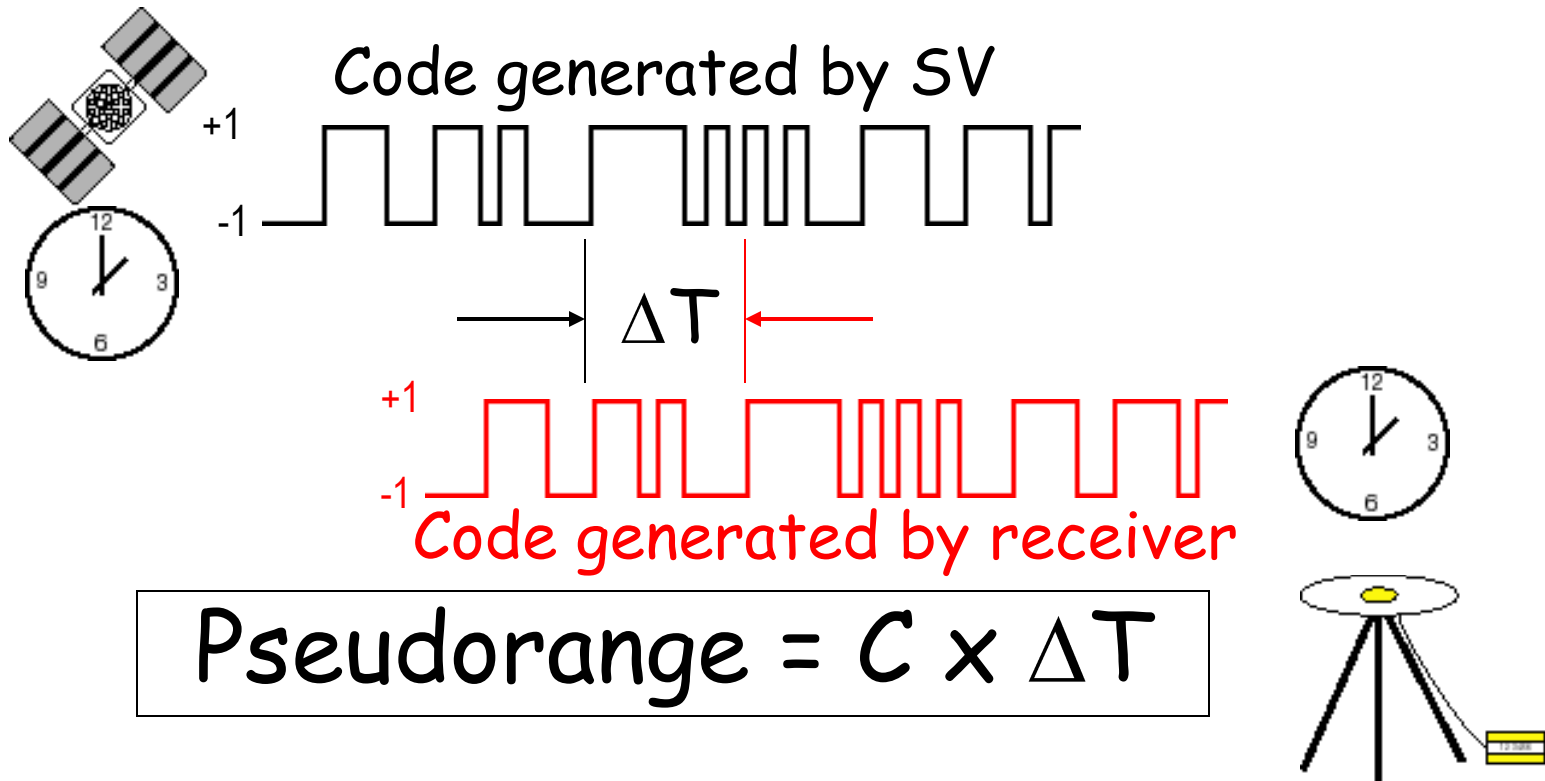 Code generated by SV
+1
-1
12
9 3
6
ΔT
+1
-1
Code generated by receiver
12
9 3
6
Pseudorange = C x ΔT